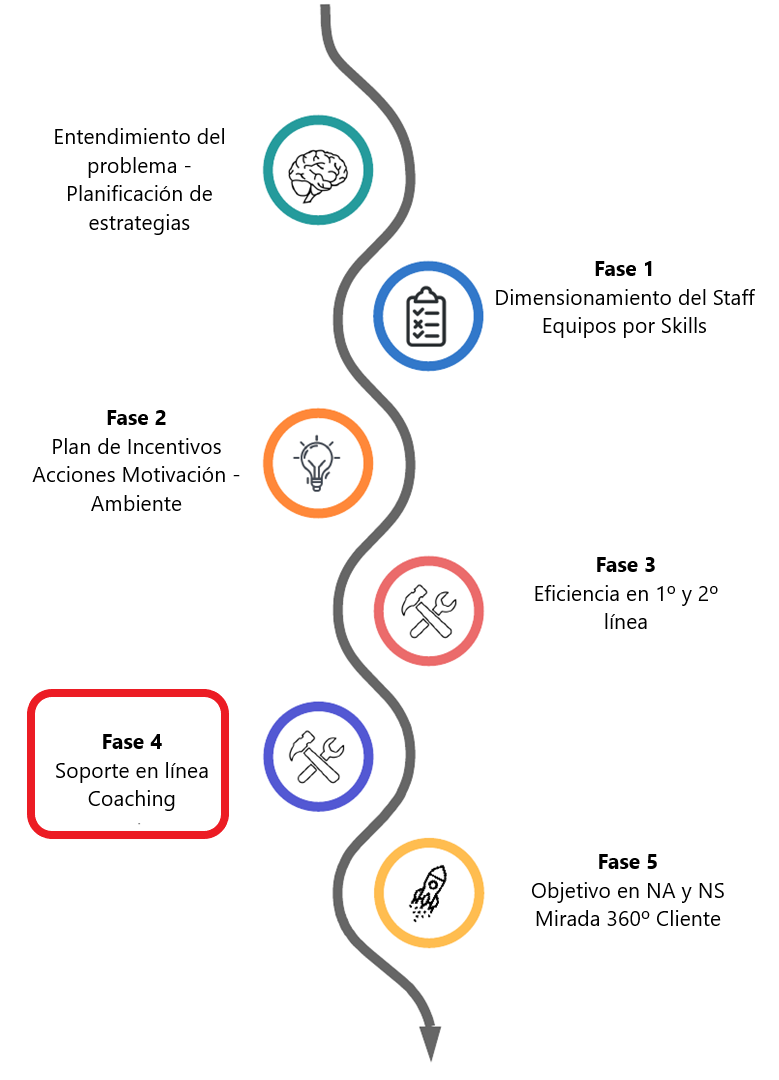 Entendimiento del
problema -
Planificación de
estrategias
Fase 1
Dimensionamiento del Staff
Equipos por Skills
Fase 2
Plan de Incentivos
Acciones Motivación -
Ambiente
Fase 3
Eficiencia en 1º y 2º
línea
Fase 4
Soporte en línea
Coaching
Fase 5
Objetivo en NA y NS
Mirada 360º Cliente